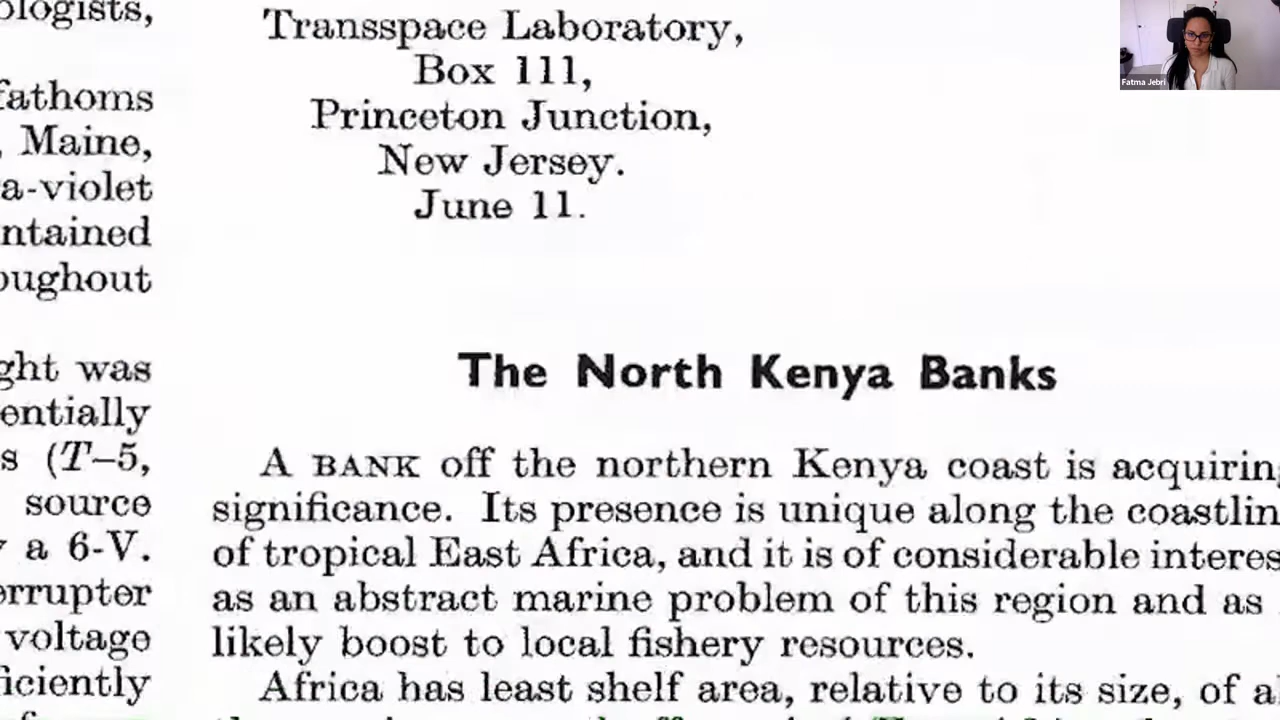 ologists,
fathoms
, Maine,
a-violet
ntained
oughout
ght was
entially
s (T–5,
source
a 6-V.
errupter
voltage
iciently
Transspace Laboratory,
Box 111,
Princeton Junction,
New Jersey.
June 11.
The North Kenya Banks
A BANK off the northern Kenya coast is acquiring
significance. Its presence is unique along the coastlin
of tropical East Africa, and it is of considerable interes
as an abstract marine problem of this region and as
likely boost to local fishery resources.
Africa has least shelf area, relative to its size, of al
Fatma Jebri